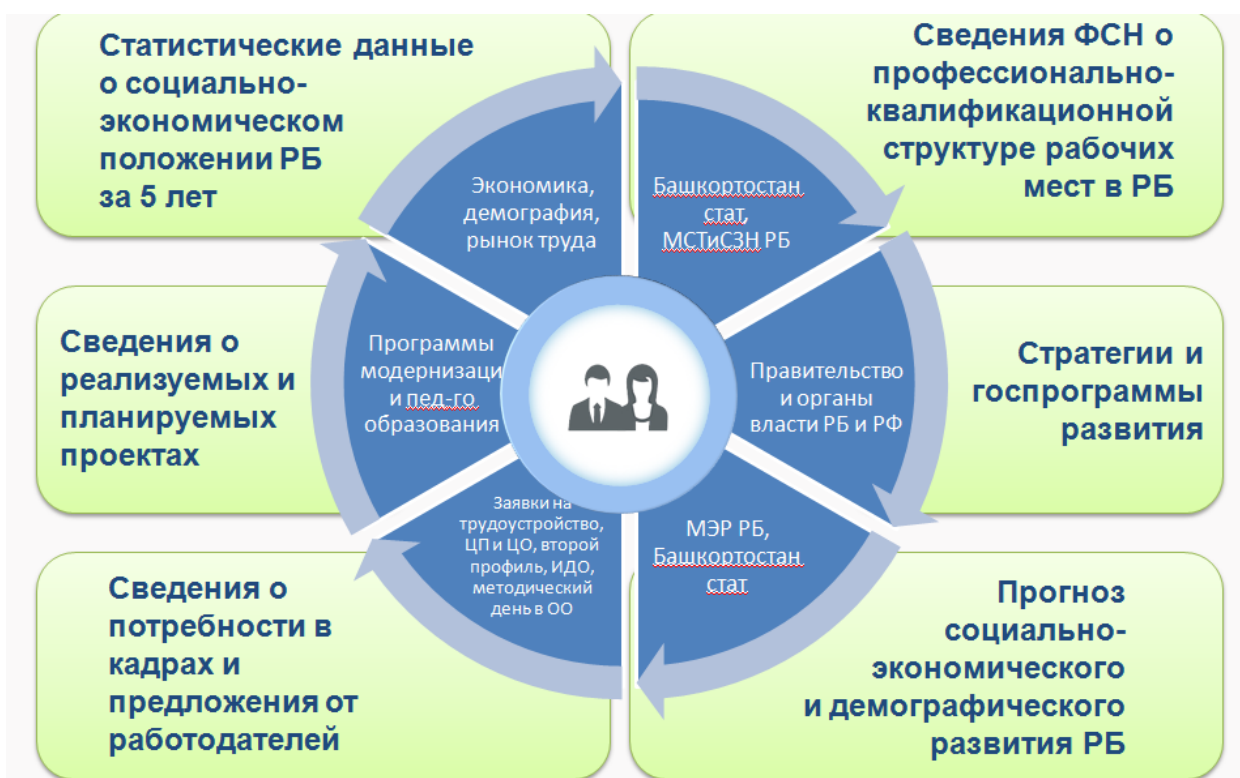 Статистические данные
о социально-
экономическом
положении РБ
за 5 лет
Сведения ФСН о
профессионально-
квалификационной
структуре рабочих
мест в РБ
Экономика,
демография,
рынок труда
Башкортостан
стат,
МСТиСЗН РБ
Сведения о
реализуемых и
планируемых
проектах
Программы
модернизаци
и пед-го
образования
Правительство
и органы
власти РБ и РФ
Стратегии и
госпрограммы
развития
Заявки на
трудоустройство,
ЦП и ЦО, второй
профиль, ИДО,
методический
день в ОО
МЭР РБ,
Башкортостан
стат
Сведения о
потребности в
кадрах и
предложения от
работодателей
Прогноз
социально-
экономического
и демографического
развития РБ